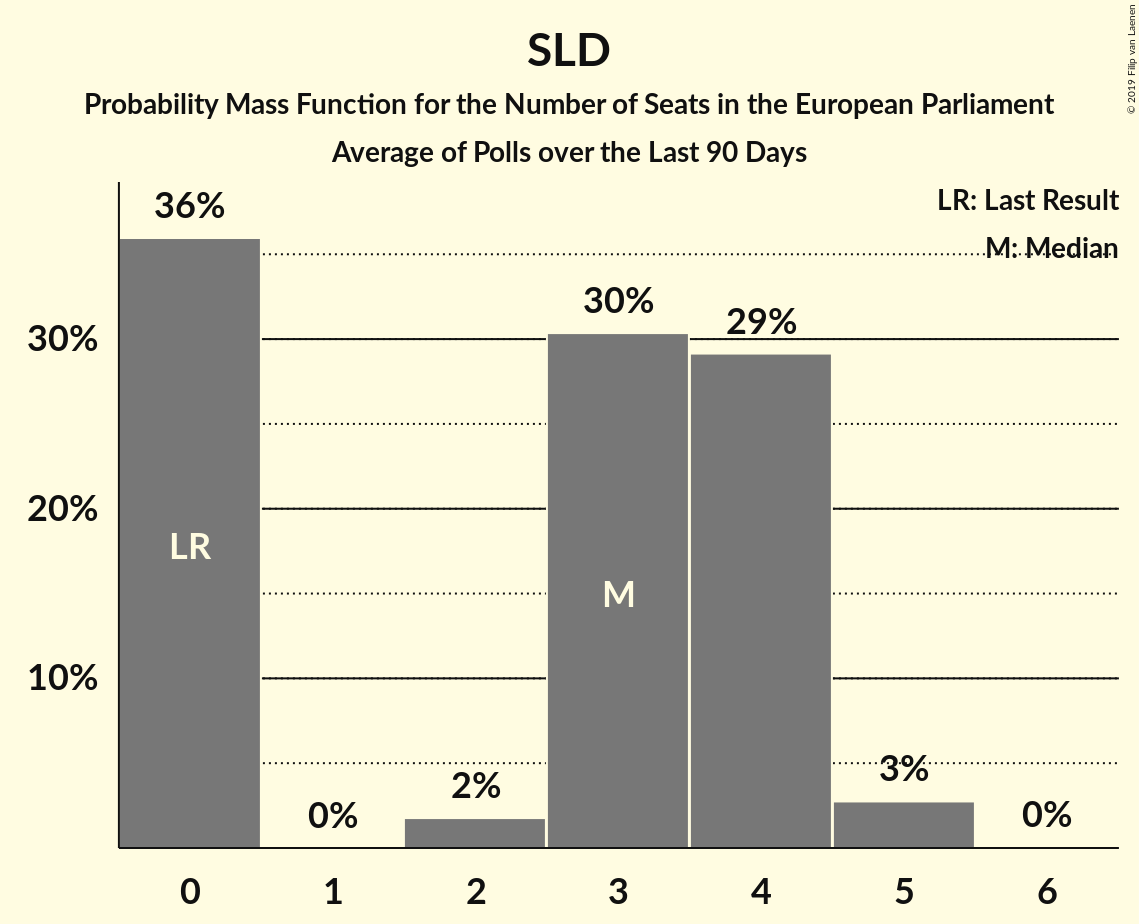 SLD
Probability Mass Function for the Number of Seats in the European Parliament
Average of Polls over the Last 90 Days
© 2019 Filip van Laenen
LR: Last Result
M: Median
36%
0%
2%
30%
29%
3%
0%
30%
20%
10%
LR
M
0 1 2 3 4 5 6